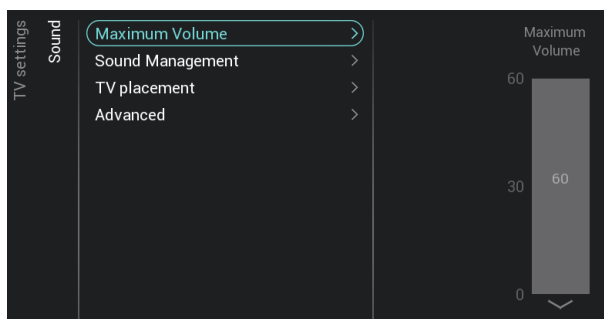 TV settings
Sound
Maximum Volume
Sound Management
TV placement
Advanced
Maximum
Volume
60
60
30
0